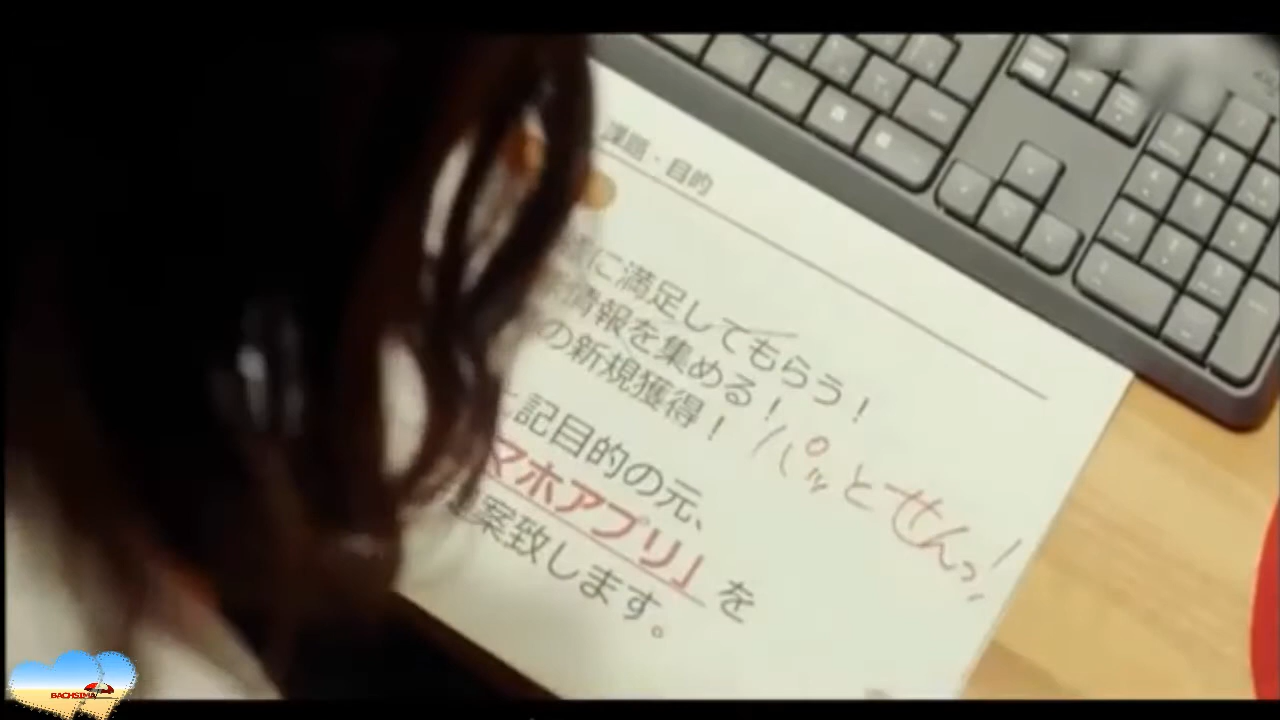 課題・目的
に満足してもらう！
情報を集める！
の新規獲得！
パッとせんっ！
記目的の元、
マホアプリ」を
案致します。
BACHSIMA